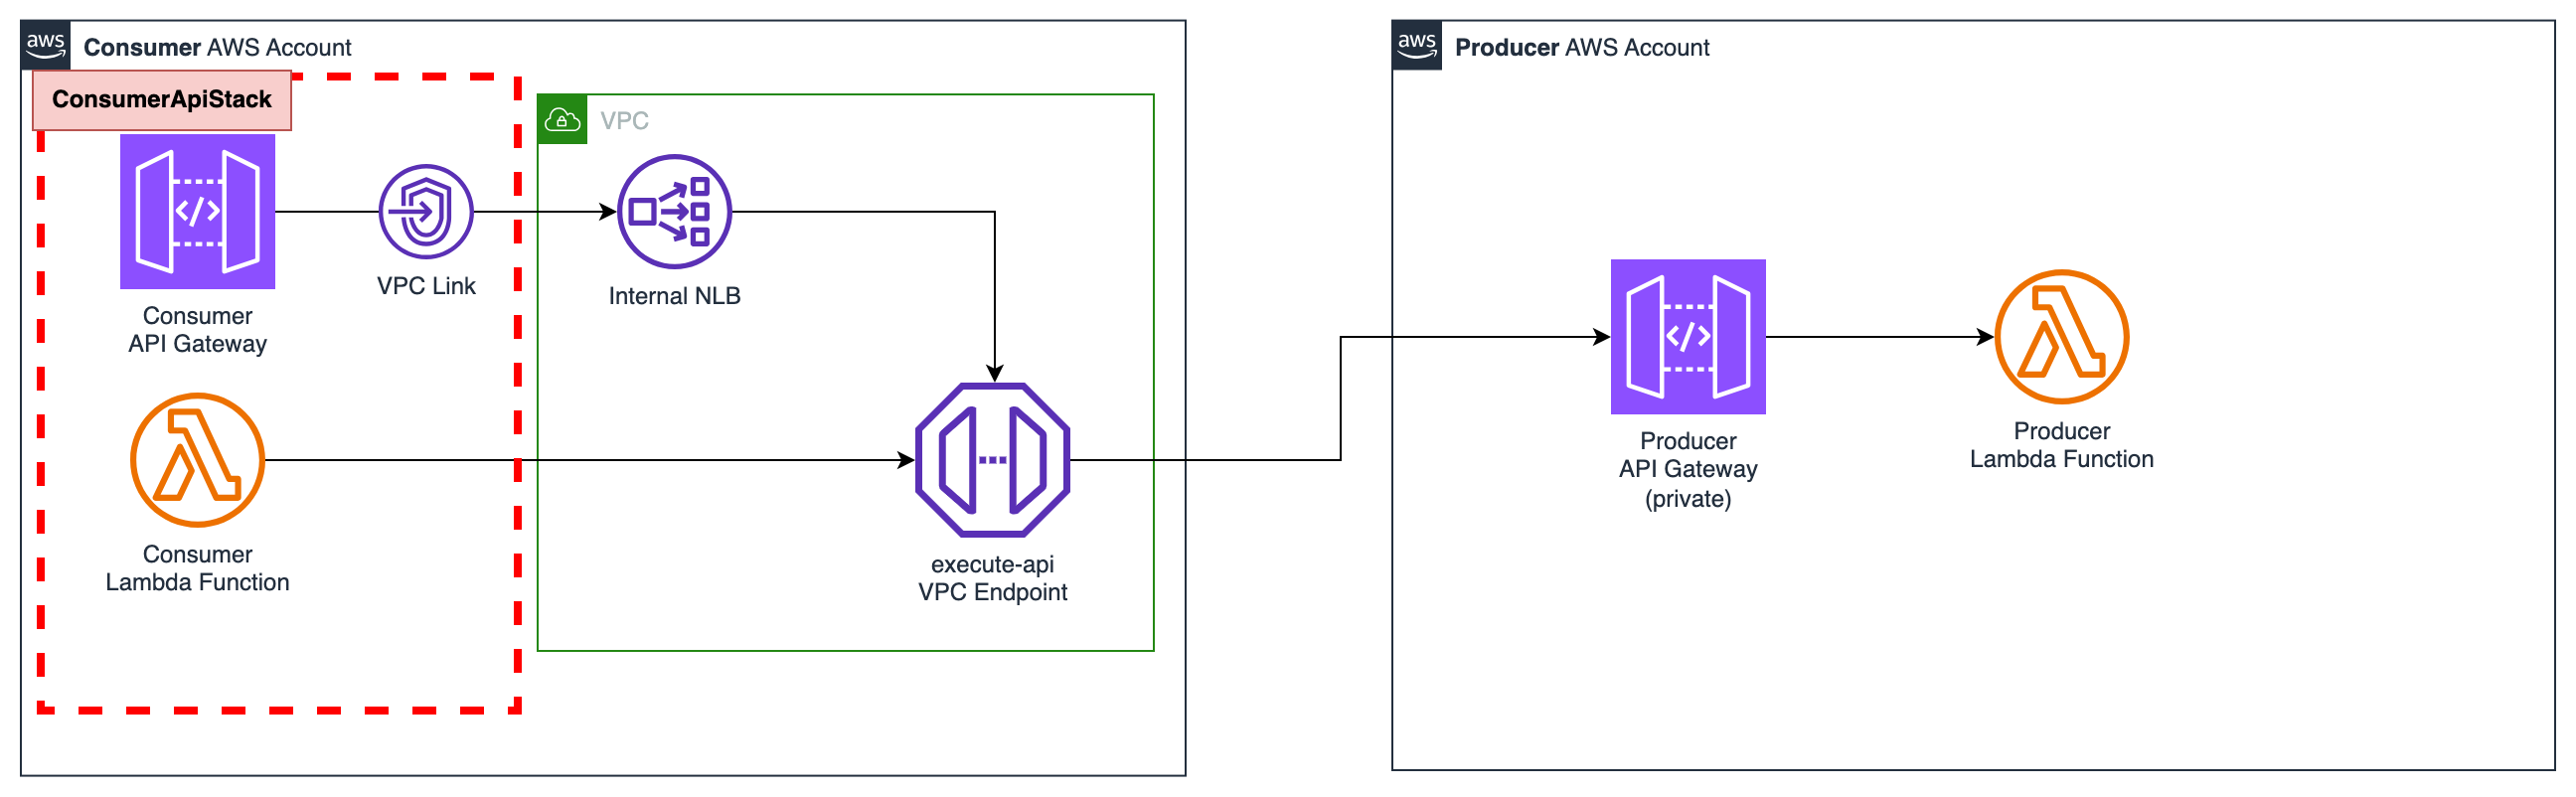 aws
Consumer AWS Account
ConsumerApiStack
VPC
</>
VPC Link
Internal NLB
Consumer
API Gateway
Consumer
Lambda Function
execute-api
VPC Endpoint
aws
Producer AWS Account
</>
Producer
API Gateway
(private)
Producer
Lambda Function